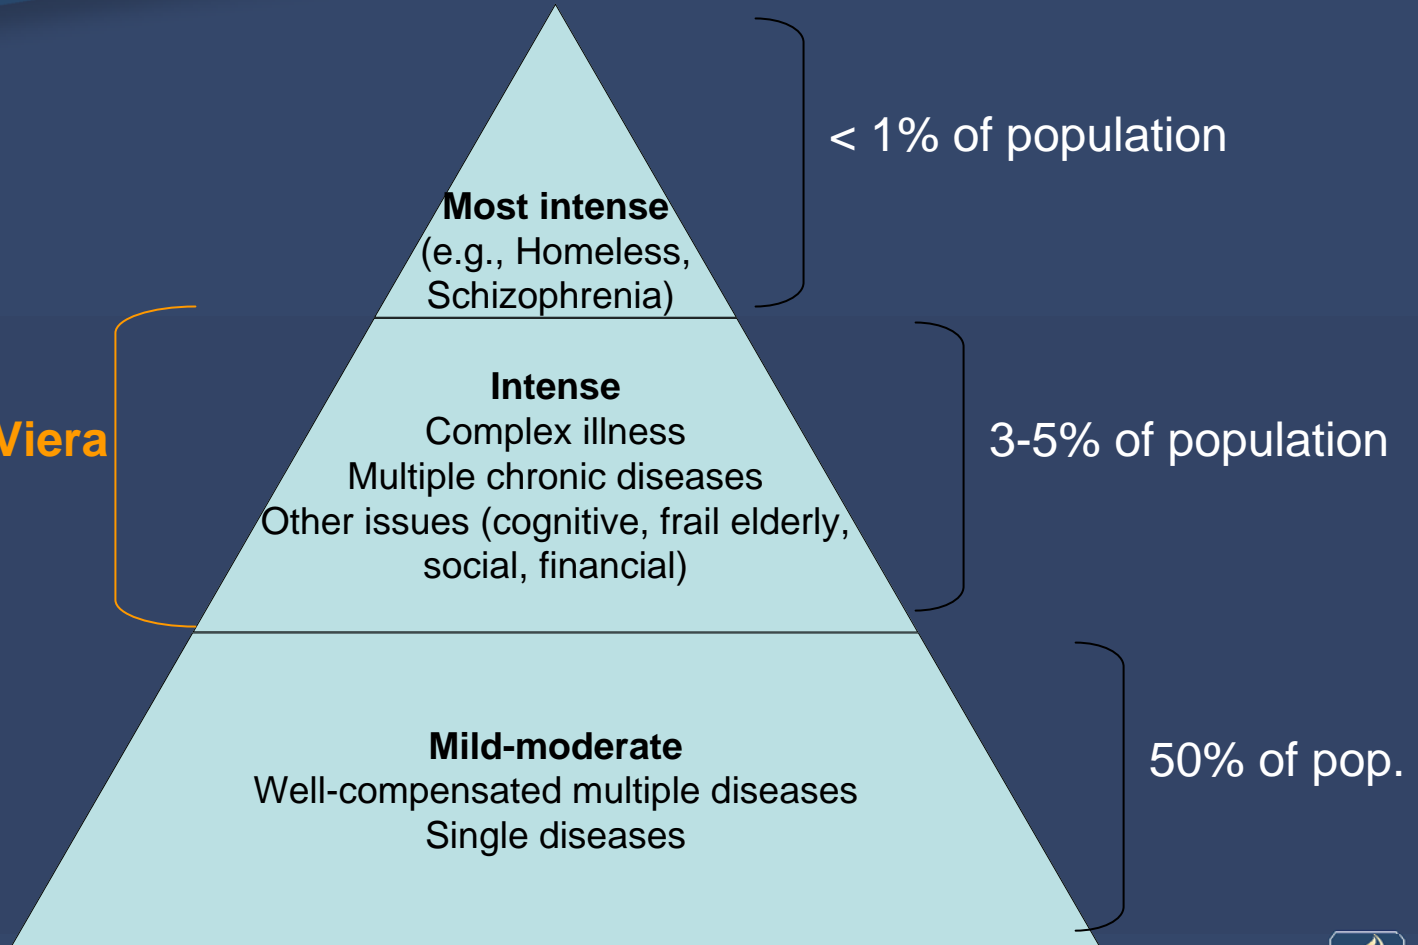 < 1% of population
Most intense
(e.g., Homeless,
Schizophrenia)
Intense
Complex illness
Multiple chronic diseases
Other issues (cognitive, frail elderly,
social, financial)
Viera
3-5% of population
Mild-moderate
Well-compensated multiple diseases
Single diseases
50% of pop.